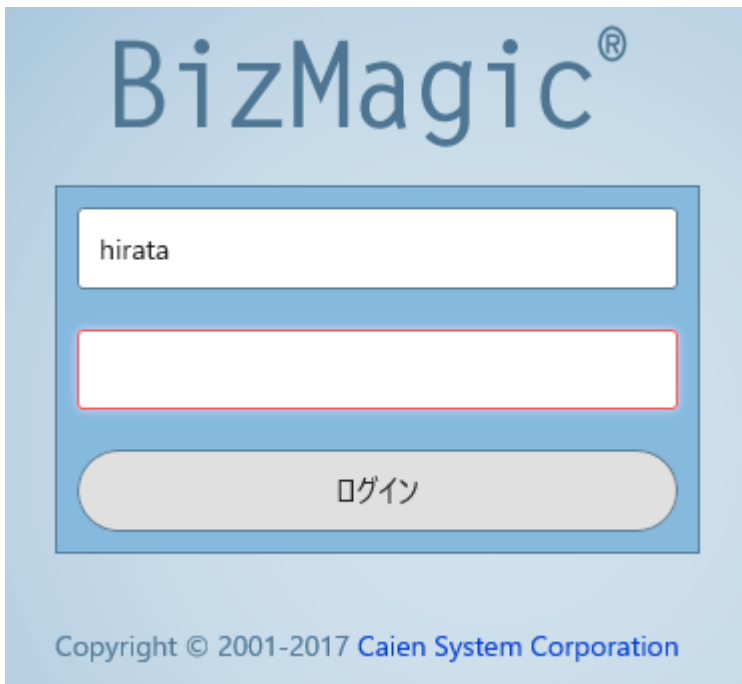 BizMagic®
hirata
ログイン
Copyright © 2001-2017 Caien System Corporation